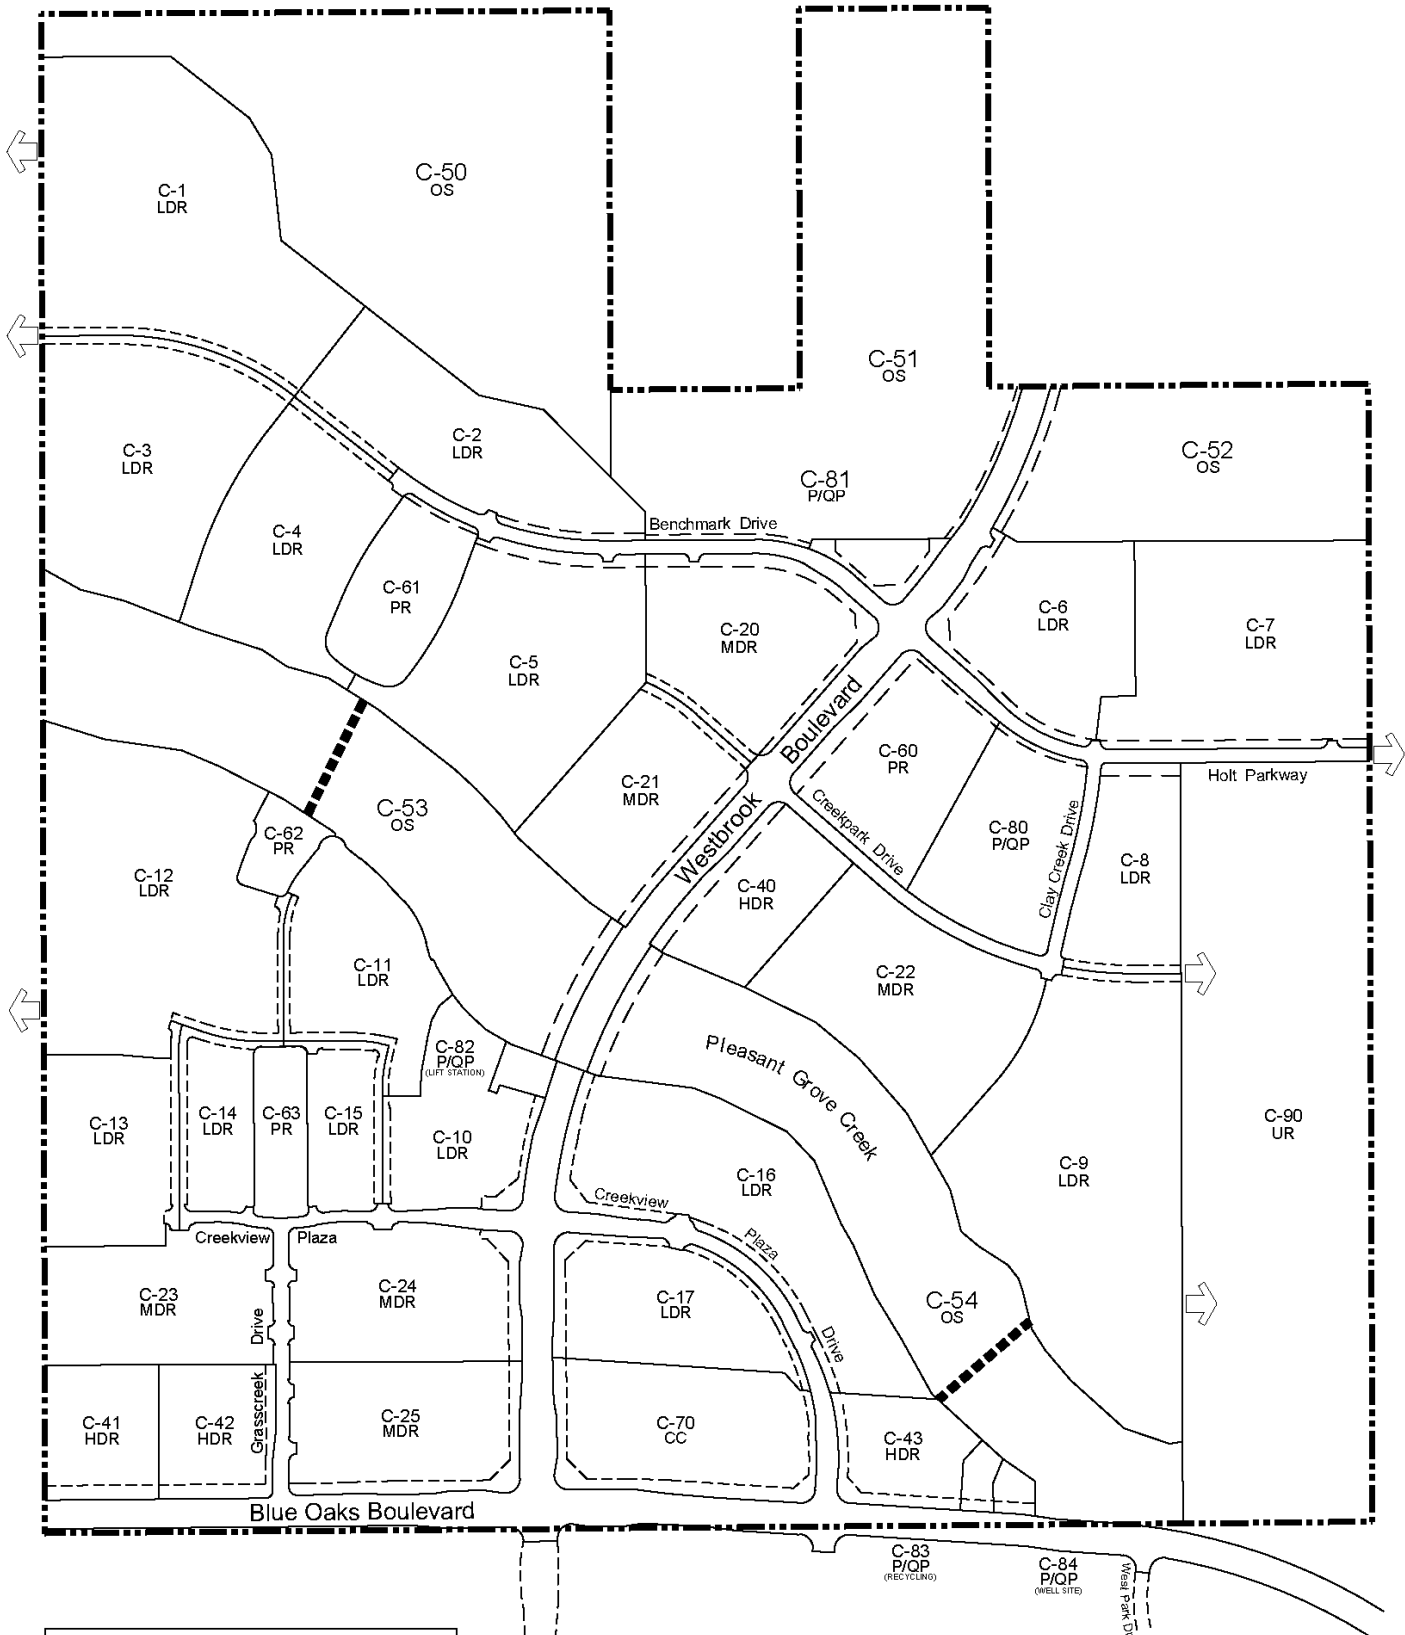 C-50
OS
C-1
LDR
C-51
OS
C-2
LDR
C-3
LDR
C-52
OS
C-81
P/QP
Benchmark Drive
C-4
LDR
C-61
PR
C-6
LDR
C-7
LDR
C-20
MDR
C-5
LDR
Westbrook Boulevard
C-60
PR
Holt Parkway
C-21
MDR
C-53
OS
C-62
PR
Creekpark Drive
C-80
P/QP
Clay Creek Drive
C-8
LDR
C-12
LDR
C-40
HDR
C-11
LDR
C-22
MDR
C-82
P/QP
(LIFT STATION)
Pleasant Grove Creek
C-13
LDR
C-14
LDR
C-63
PR
C-15
LDR
C-10
LDR
C-90
UR
C-9
LDR
C-16
LDR
Creekview Plaza Drive
Creekview Plaza
C-23
MDR
C-24
MDR
C-17
LDR
C-54
OS
Grasscreek Drive
C-41
HDR
C-42
HDR
C-25
MDR
C-70
CC
C-43
HDR
Blue Oaks Boulevard
C-83
P/QP
(RECYCLING)
C-84
P/QP
(WELL SITE)
West Park Dr